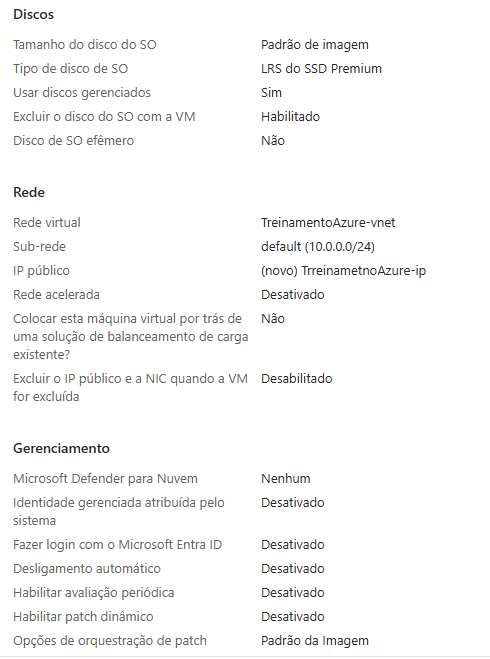 Discos
Tamanho do disco do SO Padrão de imagem
Tipo de disco de SO LRS do SSD Premium
Usar discos gerenciados Sim
Excluir o disco do SO com a VM Habilitado
Disco de SO efêmero Não
Rede
Rede virtual TreinamentoAzure-vnet
Sub-rede default (10.0.0.0/24)
IP público (novo) TrreinametnoAzure-ip
Rede acelerada Desativado
Colocar esta máquina virtual por trás de Não
uma solução de balanceamento de carga
existente?
Excluir o IP público e a NIC quando a VM Desabilitado
for excluída
Gerenciamento
Microsoft Defender para Nuvem Nenhum
Identidade gerenciada atribuída pelo Desativado
sistema
Fazer login com o Microsoft Entra ID Desativado
Desligamento automático Desativado
Habilitar avaliação periódica Desativado
Habilitar patch dinâmico Desativado
Opções de orquestração de patch Padrão da Imagem